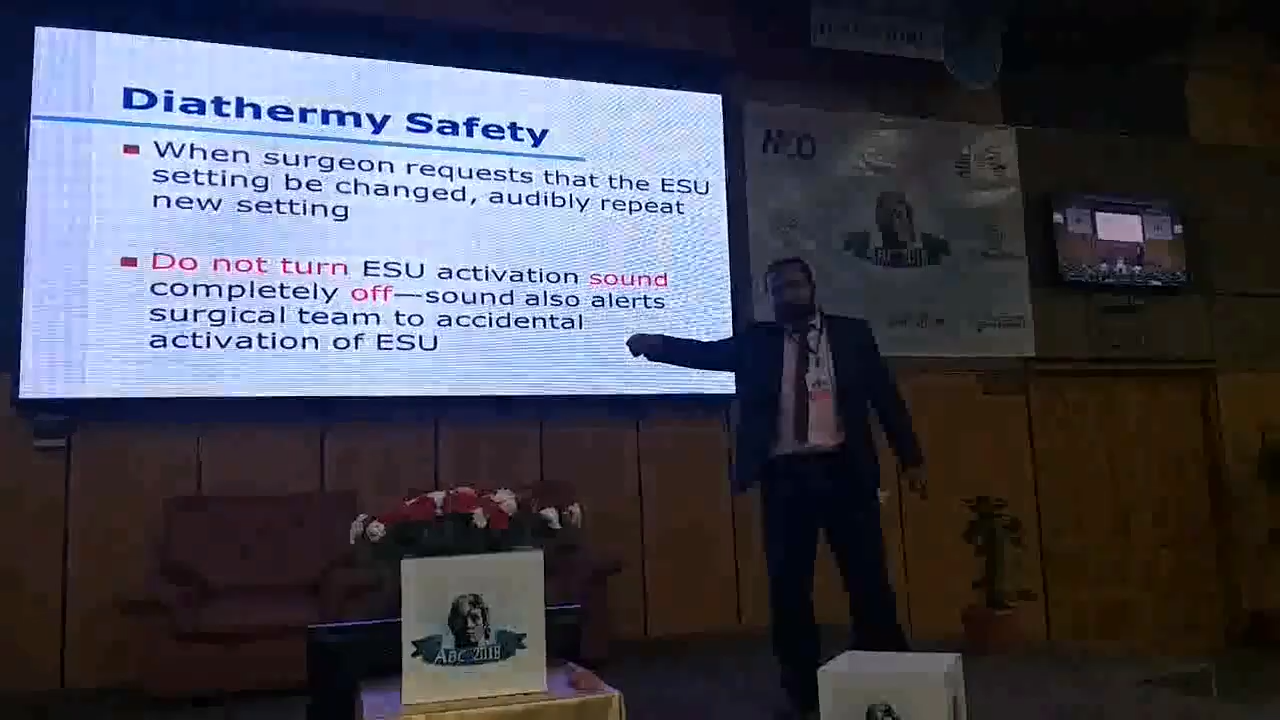 Diathermy Safety
When surgeon requests that the ESU
setting be changed, audibly repeat
new setting
Do not turn ESU activation sound
completely off—sound also alerts
surgical team to accidental
activation of ESU
ABC 2018